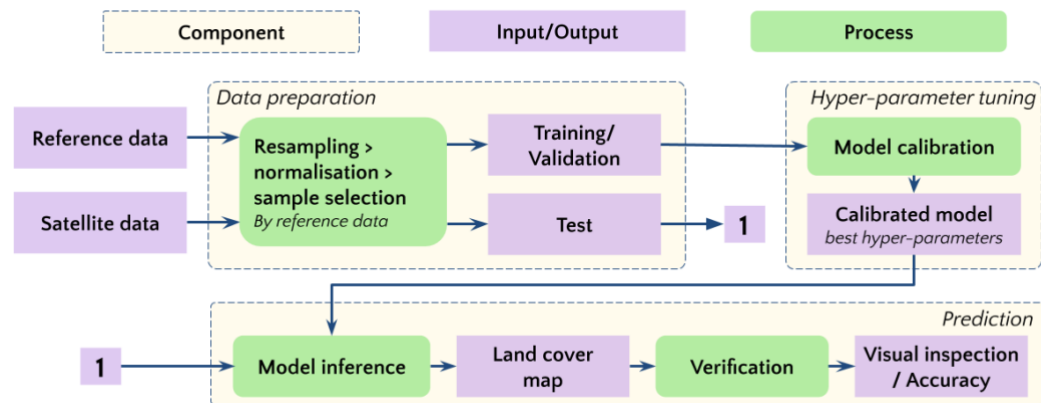 Component
Input/Output
Process
Data preparation
Hyper-parameter tuning
Reference data
Resampling >
normalisation >
sample selection
By reference data
Training/
Validation
Model calibration
Satellite data
Test
1
Calibrated model
best hyper-parameters
Prediction
1
Model inference
Land cover
map
Verification
Visual inspection
/ Accuracy